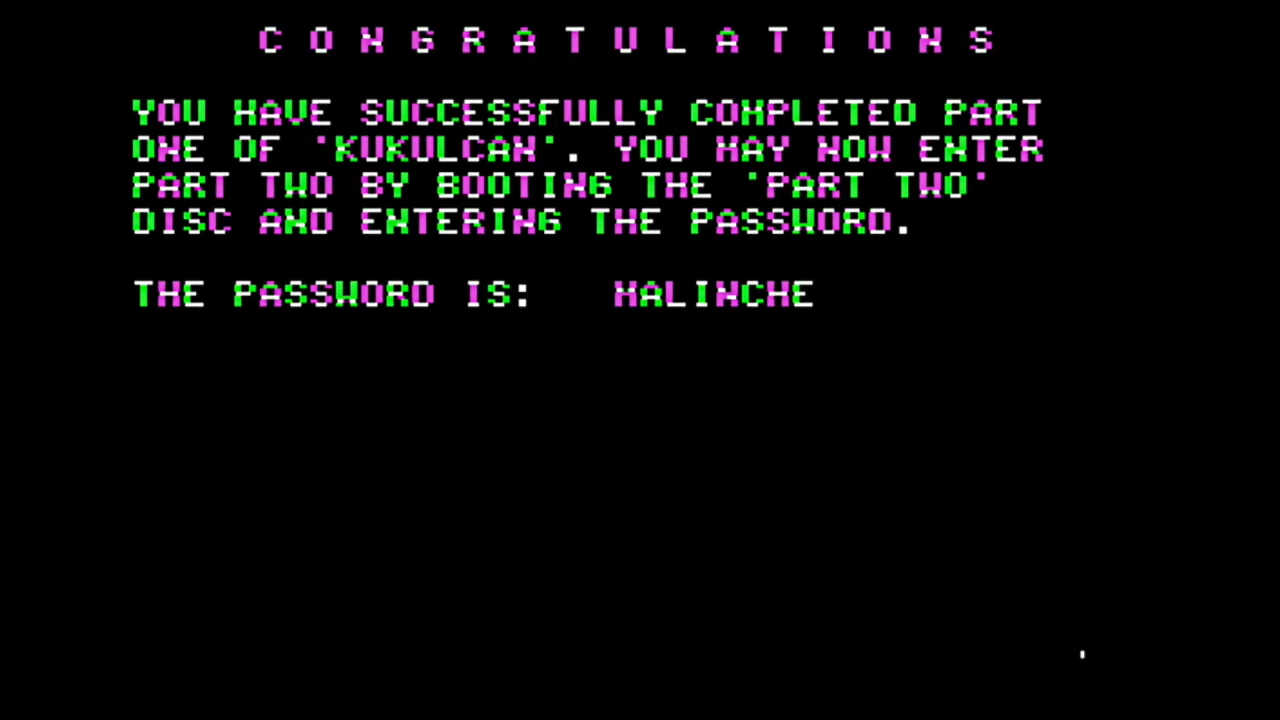 C O N G R A T U L A T I O N S
YOU HAVE SUCCESSFULLY COMPLETED PART
ONE OF 'KUKULCAN'. YOU MAY NOW ENTER
PART TWO BY BOOTING THE 'PART TWO'
DISC AND ENTERING THE PASSWORD.
THE PASSWORD IS: MALINCHE